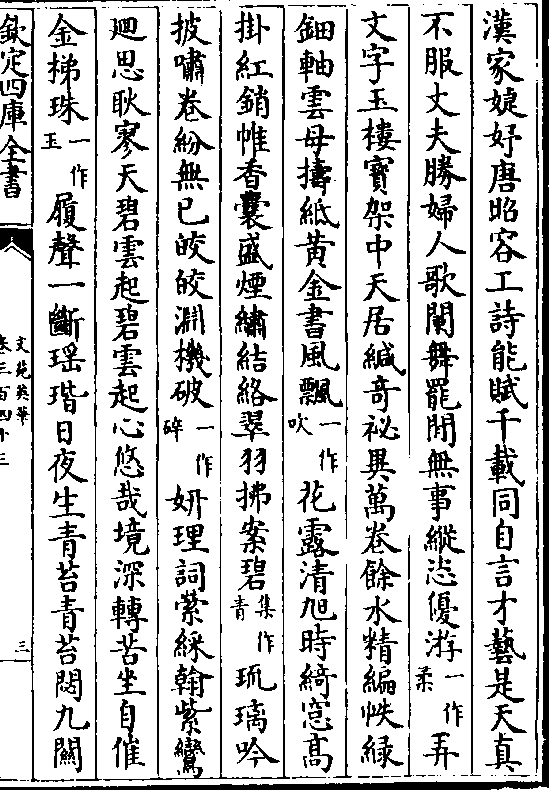 漢家婕妤唐昭容工詩能賦千載同自言才藝是天真
不服丈夫勝婦人歌闌舞罷閒無事縱恣優游一作柔弄
文字玉樓寶架中天居緘奇祕異萬卷餘水精編帙緑
鈿軸雲母擣紙黃金書風飄一作吹花露清旭時綺窓高
掛紅綃帷香囊盛煙繡結絡翠羽拂案碧集作青琉璃吟
披嘯卷紛無已皎皎淵機破一作碎妍理詞縈綵翰紫鸞
廻思耿寥天碧雲起碧雲起心悠哉境深轉苦坐自催
金梯珠一作玉履聲一斷瑶瑎日夜生青苔青苔閟九關
欽定四庫全書
文苑英華
卷三百四十三
三